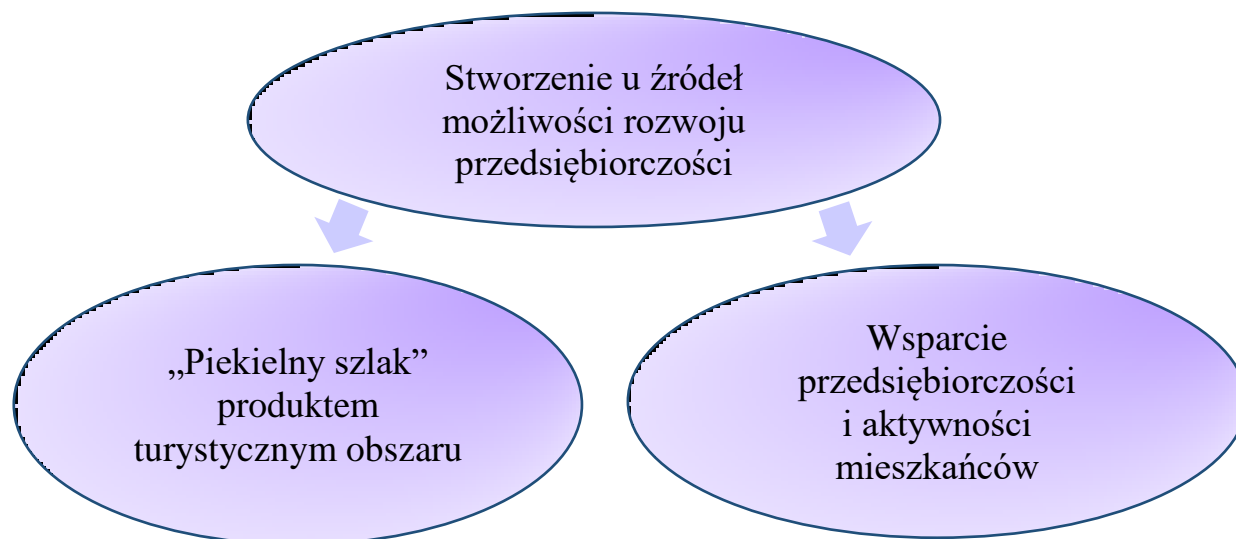 Stworzenie u źródeł
możliwości rozwoju
przedsiębiorczości
„Piekielny szlak”
produktem
turystycznym obszaru
Wsparcie
przedsiębiorczości
i aktywności
mieszkańców